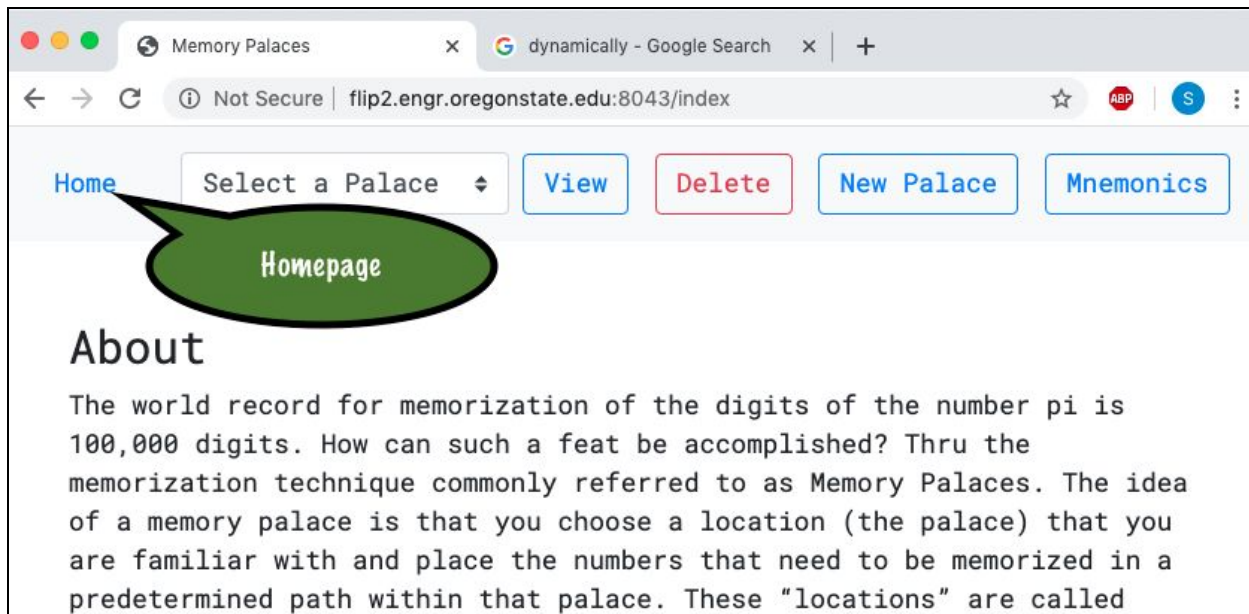 Memory Palaces
dynamically - Google Search
Not Secure | flip2.engr.oregonstate.edu:8043/index
ABP
S
Home
Select a Palace
View
Delete
New Palace
Mnemonics
Homepage
About
The world record for memorization of the digits of the number pi is
100,000 digits. How can such a feat be accomplished? Thru the
memorization technique commonly referred to as Memory Palaces. The idea
of a memory palace is that you choose a location (the palace) that you
are familiar with and place the numbers that need to be memorized in a
predetermined path within that palace. These “locations” are called